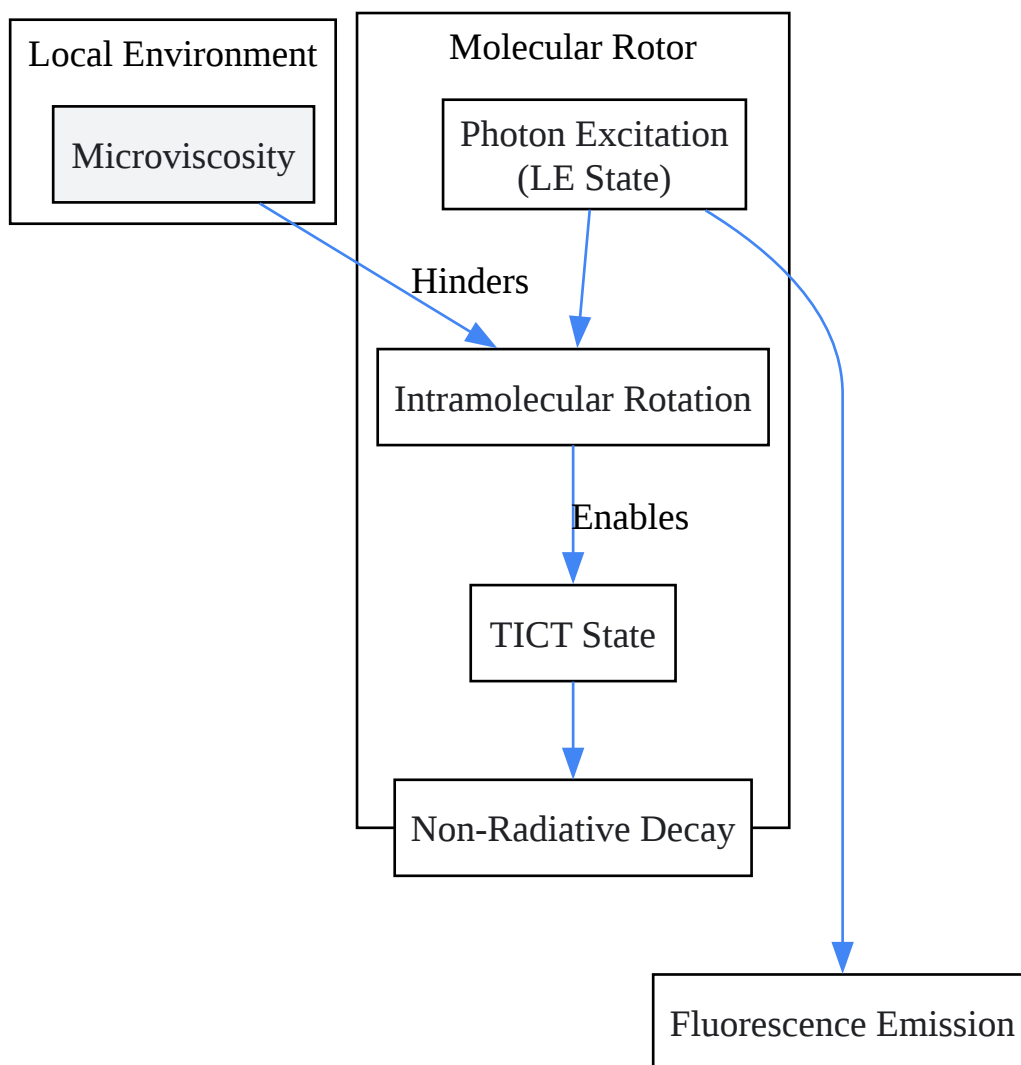 Local Environment
Microviscosity
Molecular Rotor
Photon Excitation
(LE State)
Hinders
Intramolecular Rotation
Enables
TICT State
Non-Radiative Decay
Fluorescence Emission